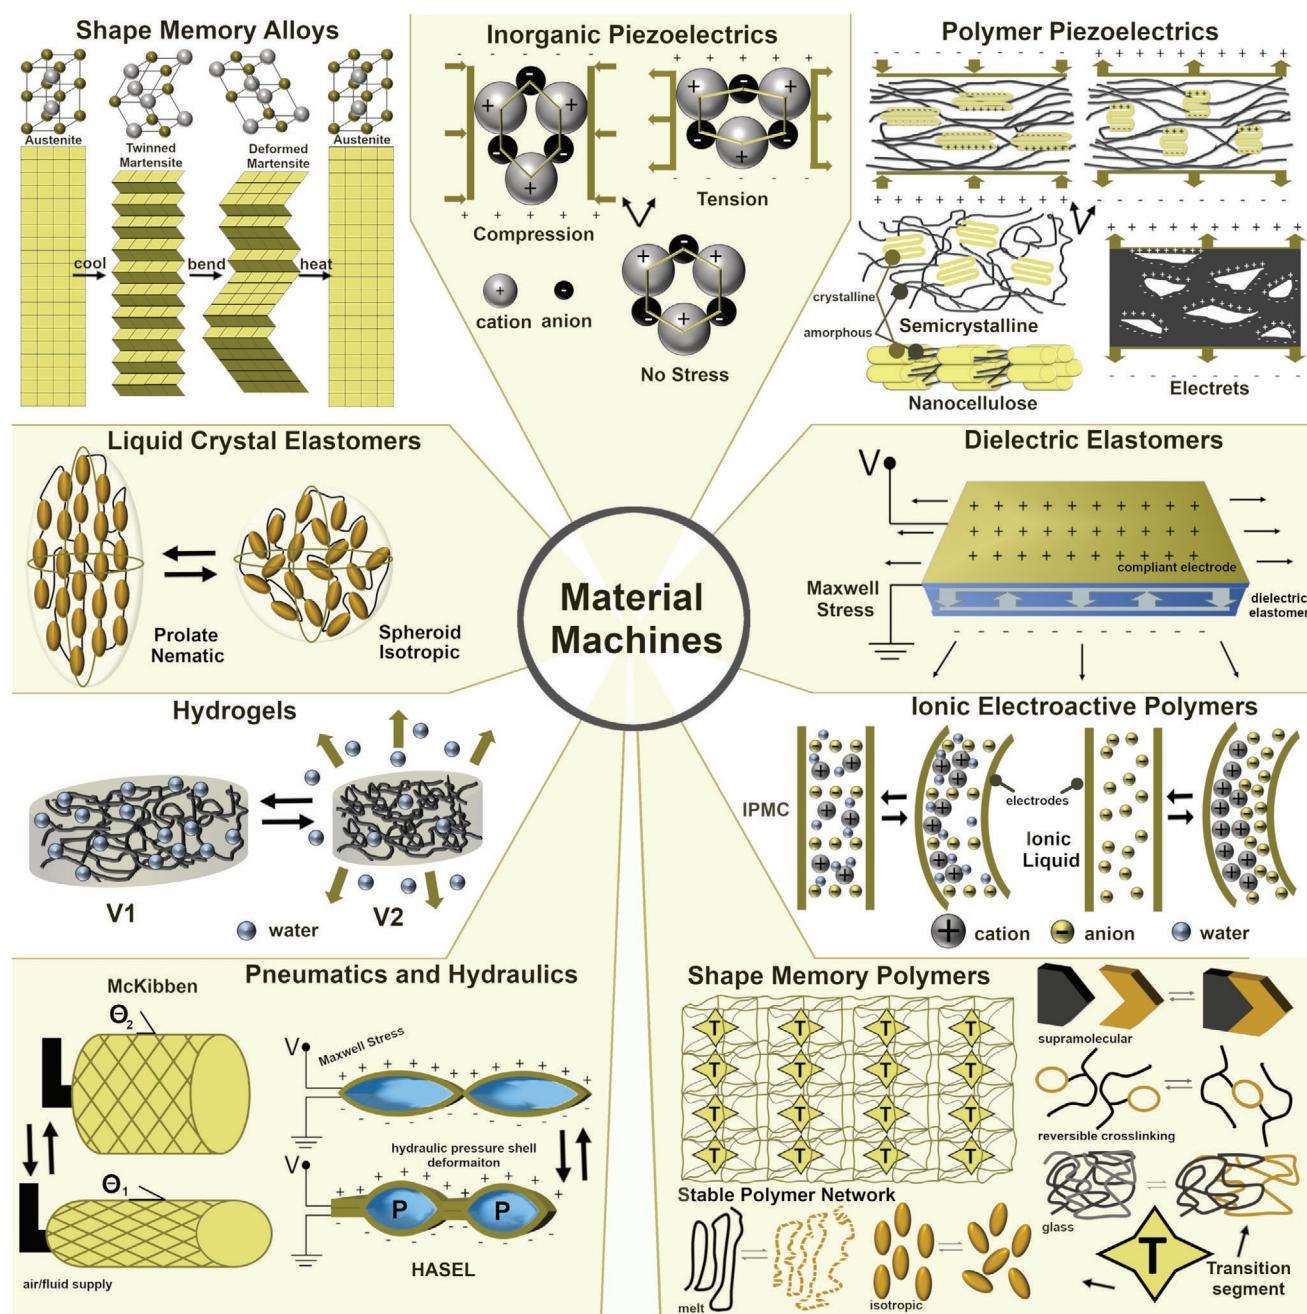 Shape Memory Alloys
Austenite
Twinned
Martensite
Deformed
Martensite
Austenite
cool
bend
heat
Inorganic Piezoelectrics
Compression
Tension
cation
anion
No Stress
Polymer Piezoelectrics
crystalline
amorphous
Semicrystalline
Nanocellulose
Electrets
Liquid Crystal Elastomers
Prolate
Nematic
Spheroid
Isotropic
Material
Machines
Dielectric Elastomers
V
compliant electrode
Maxwell
Stress
dielectric
elastomer
Hydrogels
V1
V2
water
Ionic Electroactive Polymers
IPMC
electrodes
Ionic
Liquid
cation
anion
water
Pneumatics and Hydraulics
McKibben
Θ2
Θ1
air/fluid supply
V
Maxwell Stress
hydraulic pressure shell
deformaiton
V
P
P
HASEL
Shape Memory Polymers
T T T T
T T T T
T T T T
T T T T
Stable Polymer Network
melt
isotropic
supramolecular
reversible crosslinking
glass
T
Transition
segment